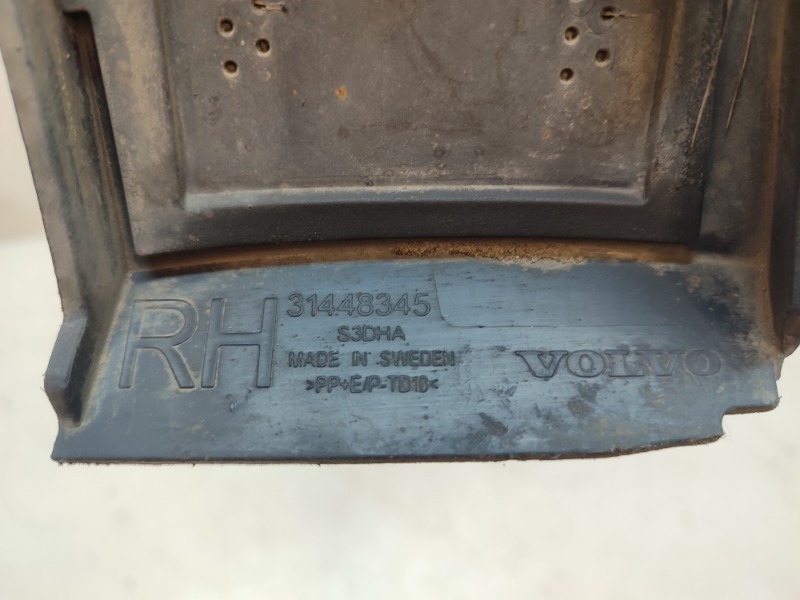 RH
31448345
S3DHA
MADE IN SWEDEN
>PP+E/P-TD10<
VOLVO